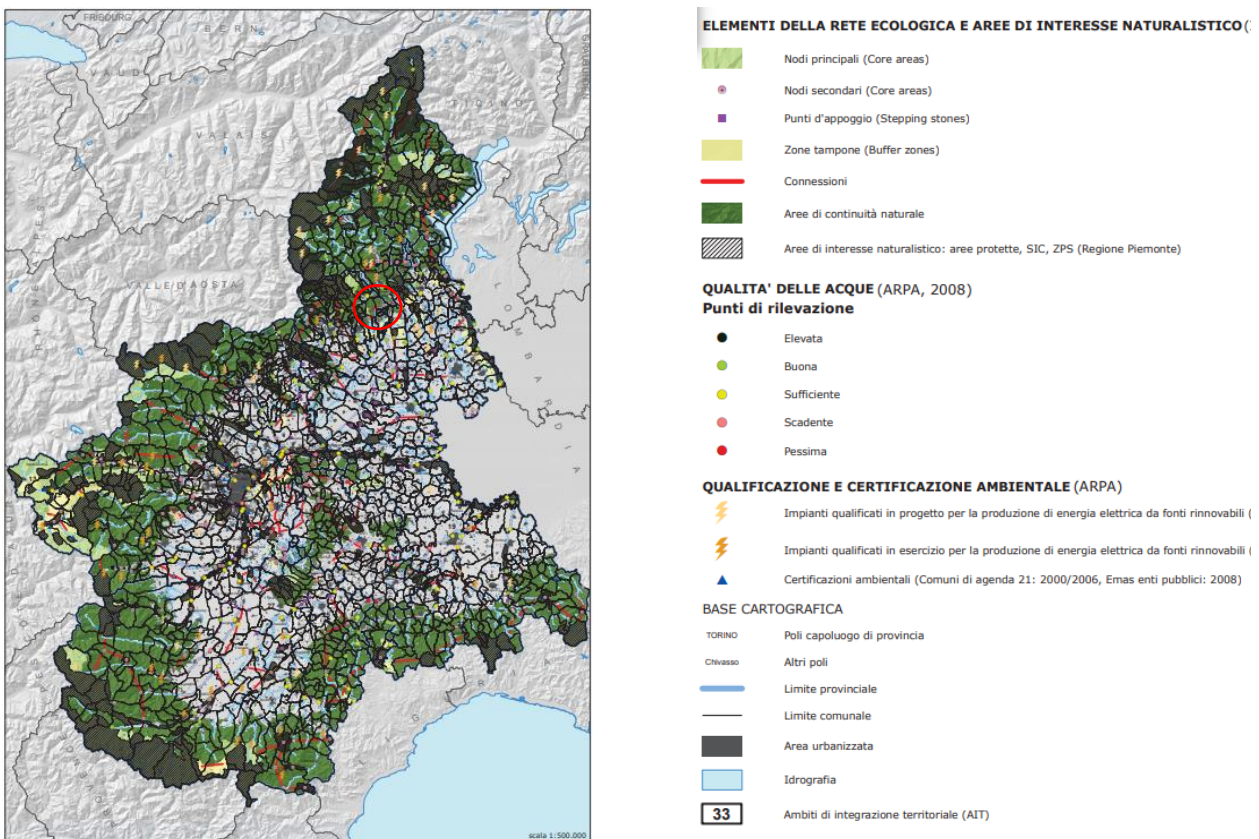 FRIBOURG
BERN
VAUD
TICINO
VALAIS
VALLE D'AOSTA
LOMBARDIA
scala 1:500.000
ELEMENTI DELLA RETE ECOLOGICA E AREE DI INTERESSE NATURALISTICO
Nodi principali (Core areas)
Nodi secondari (Core areas)
Punti d'appoggio (Stepping stones)
Zone tampone (Buffer zones)
Connessioni
Aree di continuità naturale
Aree di interesse naturalistico: aree protette, SIC, ZPS (Regione Piemonte)
QUALITA' DELLE ACQUE (ARPA, 2008)
Punti di rilevazione
Elevata
Buona
Sufficiente
Scadente
Pessima
QUALIFICAZIONE E CERTIFICAZIONE AMBIENTALE (ARPA)
Impianti qualificati in progetto per la produzione di energia elettrica da fonti rinnovabili (
Impianti qualificati in esercizio per la produzione di energia elettrica da fonti rinnovabili (
Certificazioni ambientali (Comuni di agenda 21: 2000/2006, Emas enti pubblici: 2008)
BASE CARTOGRAFICA
TORINO Poli capoluogo di provincia
Chivasso Altri poli
Limite provinciale
Limite comunale
Area urbanizzata
Idrografia
33 Ambiti di integrazione territoriale (AIT)